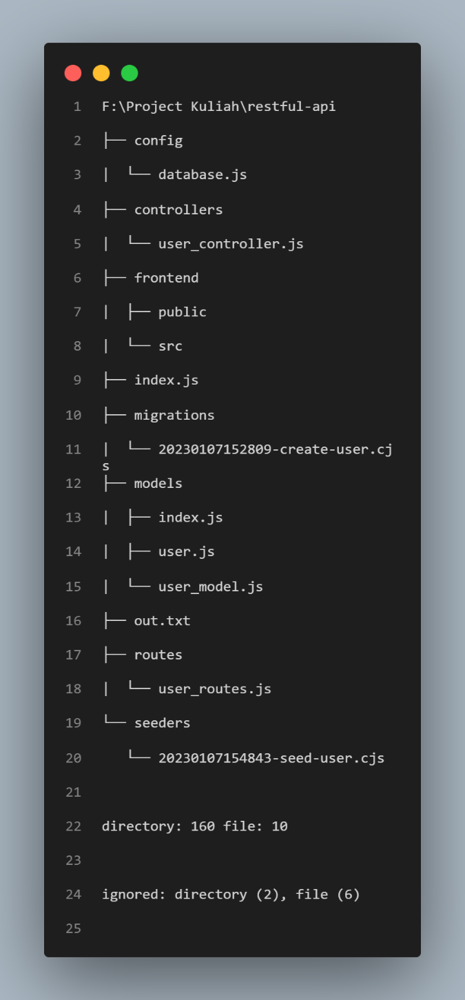 1 F:\Project Kuliah\restful-api
2 ├── config
3 |  └── database.js
4 ├── controllers
5 |  └── user_controller.js
6 ├── frontend
7 |  ├── public
8 |  └── src
9 ├── index.js
10 ├── migrations
11 |  └── 20230107152809-create-user.cj
s
12 ├── models
13 |  ├── index.js
14 |  ├── user.js
15 |  └── user_model.js
16 ├── out.txt
17 ├── routes
18 |  └── user_routes.js
19 └── seeders
20    └── 20230107154843-seed-user.cjs
21
22 directory: 160 file: 10
23
24 ignored: directory (2), file (6)
25